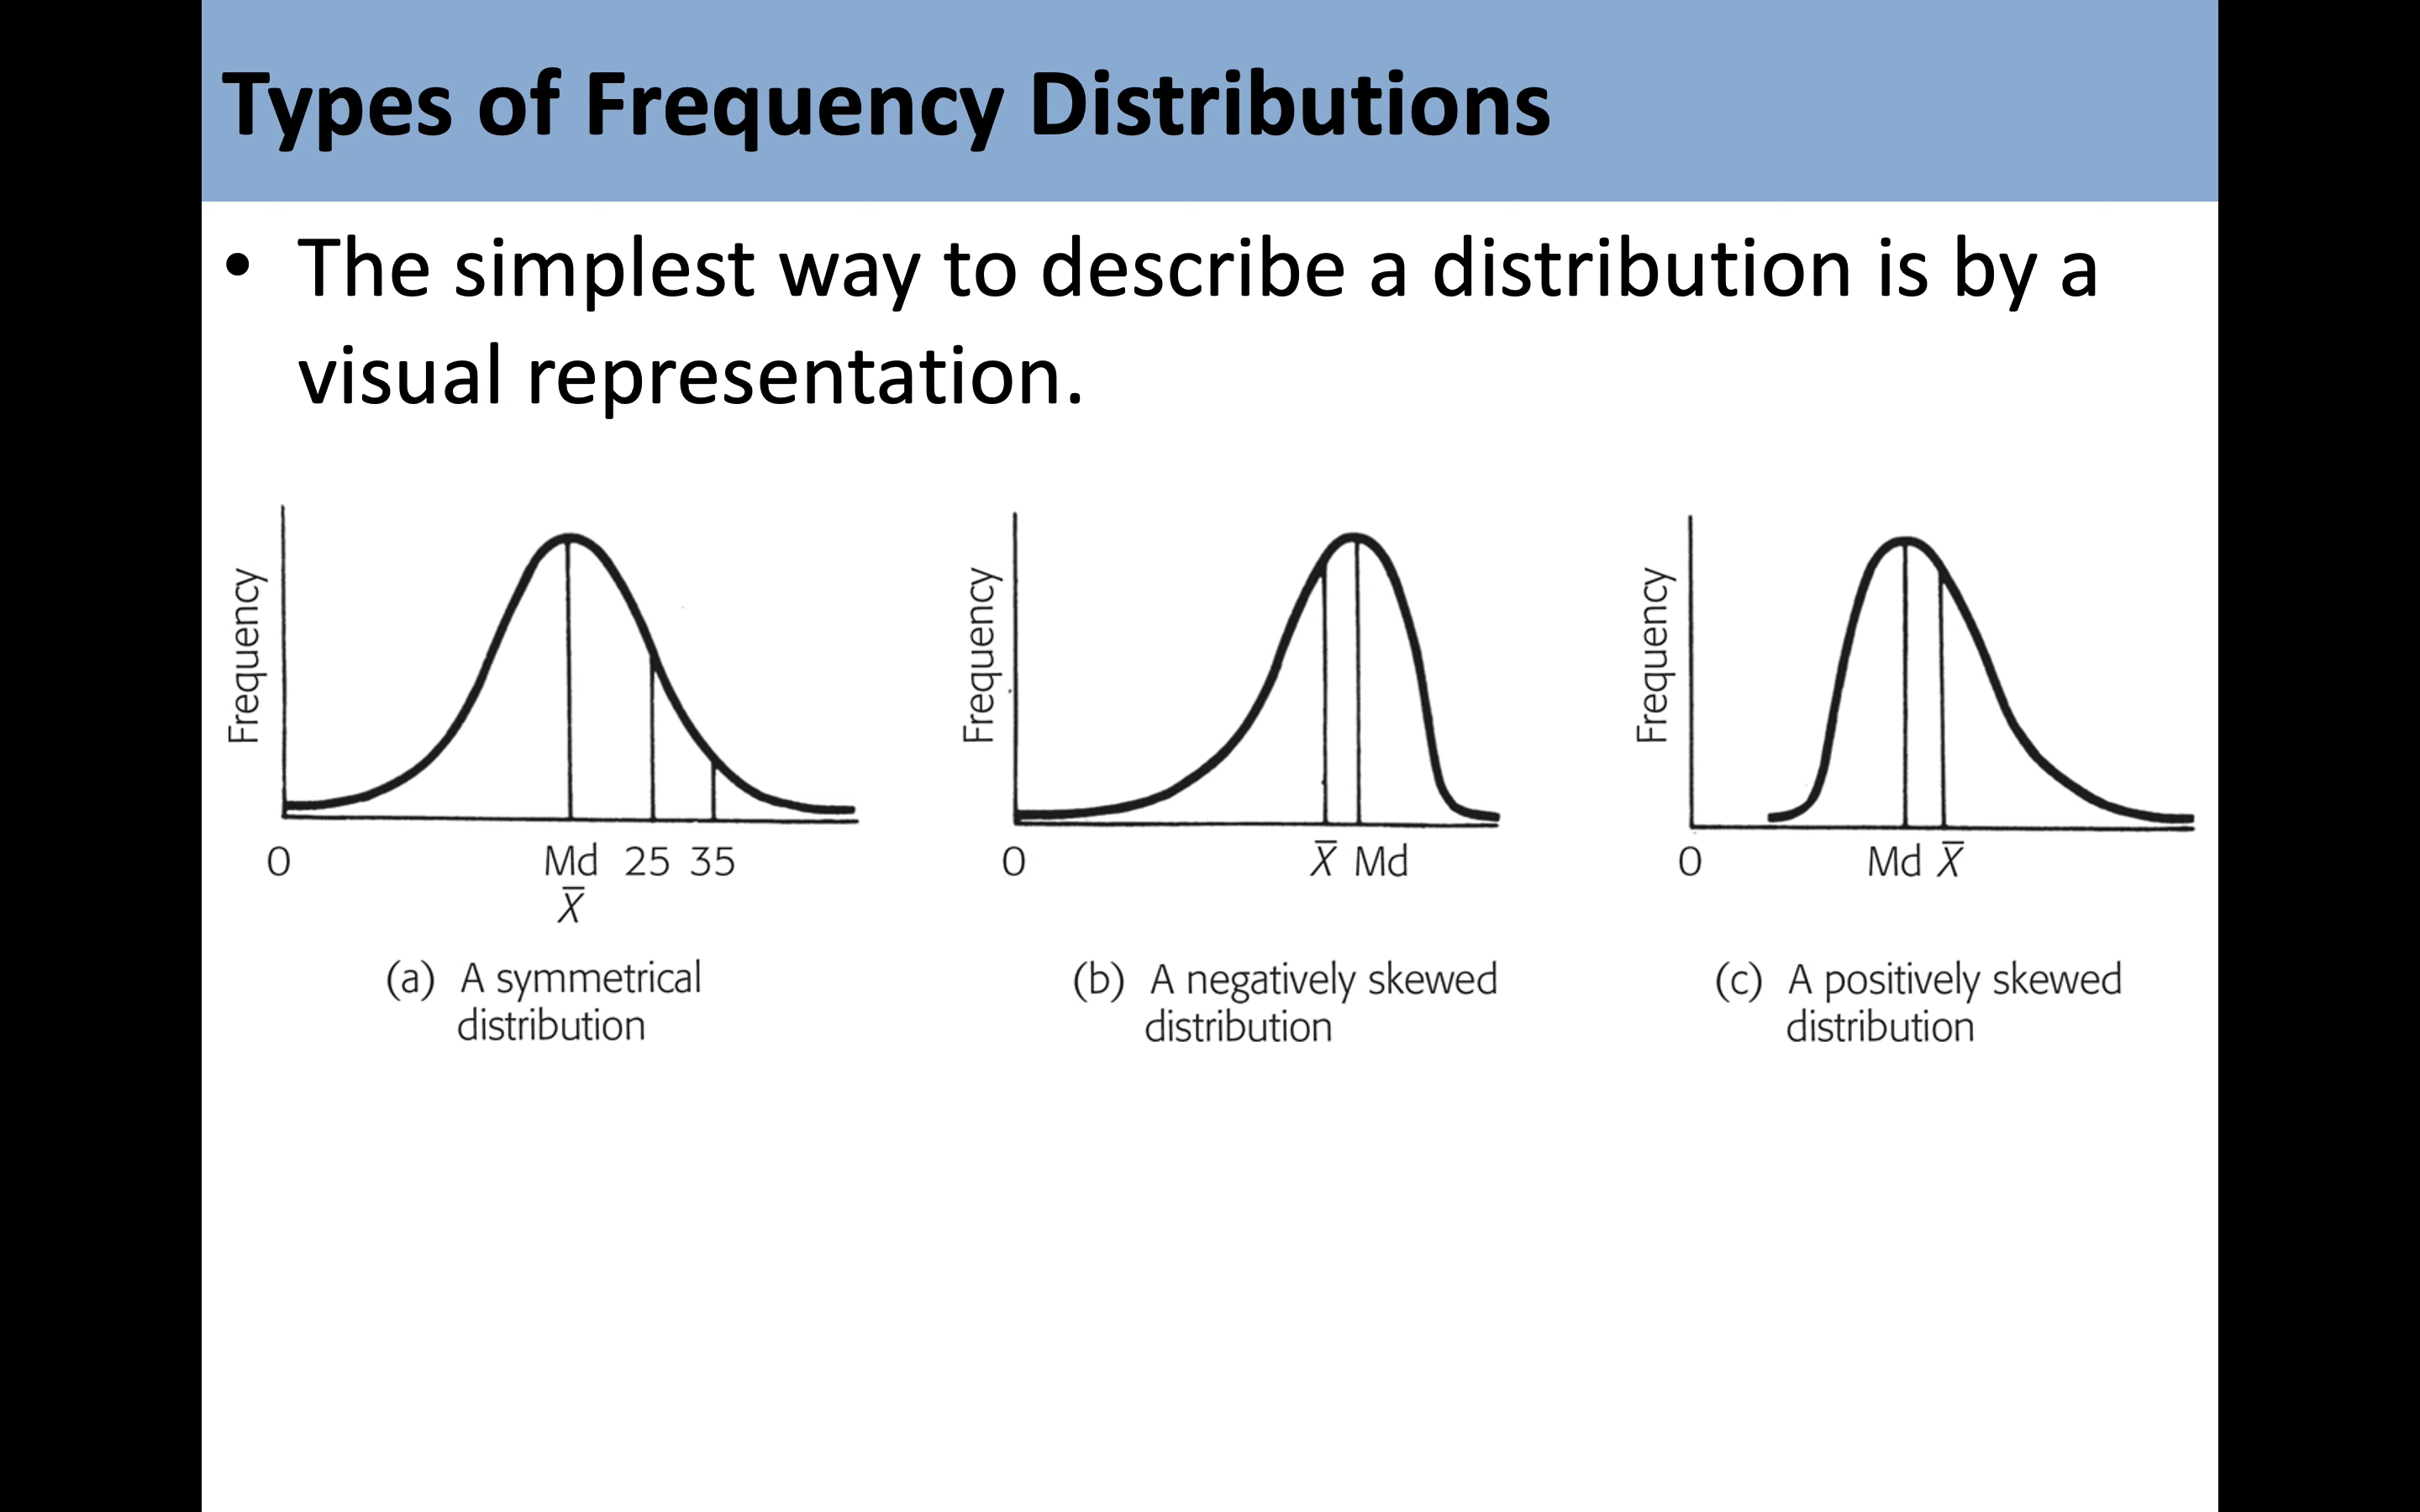 Types of Frequency Distributions
• The simplest way to describe a distribution is by a
visual representation.
Frequency
0 Md 25 35
X̅
(a) A symmetrical
distribution
Frequency
0 X̅ Md
(b) A negatively skewed
distribution
Frequency
0 Md X̅
(c) A positively skewed
distribution